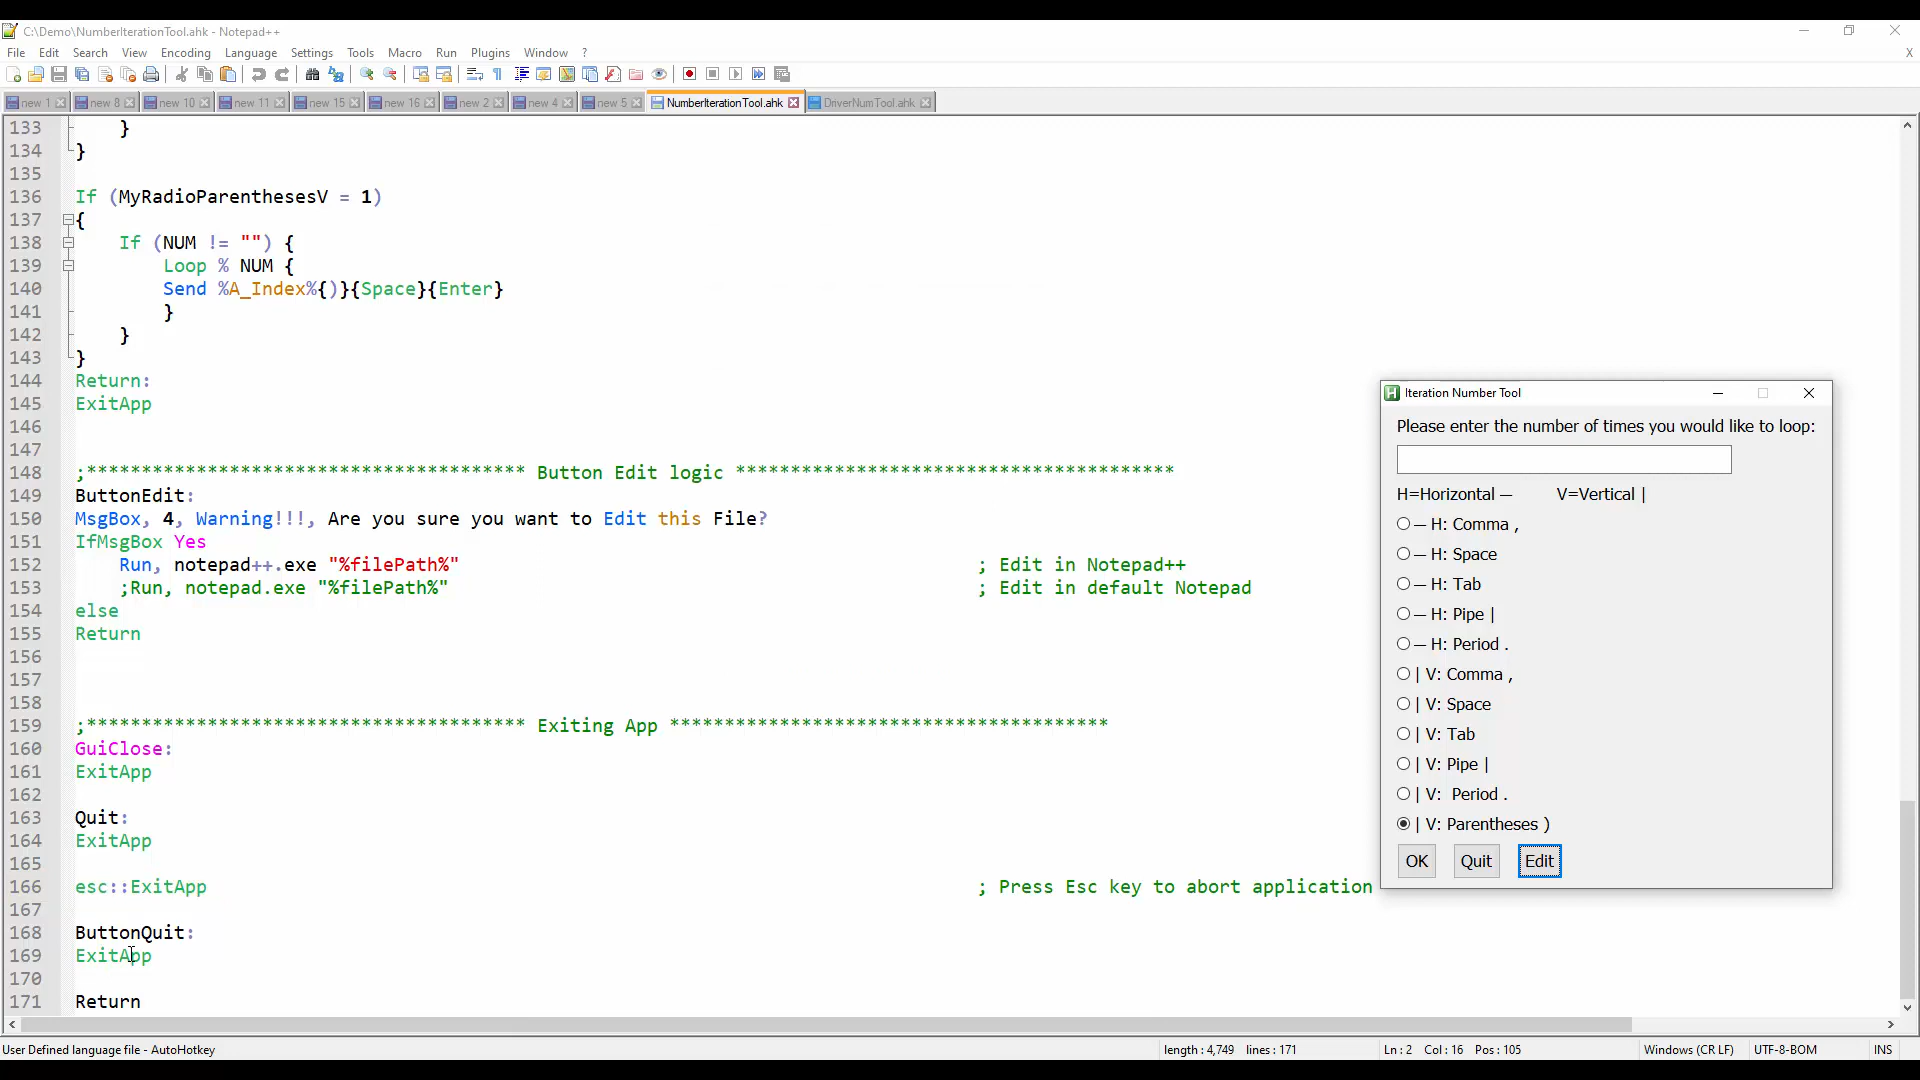 C:\Demo\NumberIterationTool.ahk - Notepad++
File Edit Search View Encoding Language Settings Tools Macro Run Plugins Window ? X
new 1 new 8 new 10 new 11 new 15 new 16 new 2 new 4 new 5 NumberIterationTool.ahk DriverNumTool.ahk
133 }
134 }
135
136 If (MyRadioParenthesesV = 1)
137 {
138 If (NUM != "") {
139 Loop % NUM {
140 Send %A_Index%{)}{Space}{Enter}
141 }
142 }
143 }
144 Return:
145 ExitApp
146
147
148 ;**************************************** Button Edit logic ****************************************
149 ButtonEdit:
150 MsgBox, 4, Warning!!!, Are you sure you want to Edit this File?
151 IfMsgBox Yes
152 Run, notepad++.exe "%filePath%" ; Edit in Notepad++
153 ;Run, notepad.exe "%filePath%" ; Edit in default Notepad
154 else
155 Return
156
157
158
159 ;**************************************** Exiting App ****************************************
160 GuiClose:
161 ExitApp
162
163 Quit:
164 ExitApp
165
166 esc::ExitApp ; Press Esc key to abort application
167
168 ButtonQuit:
169 ExitApp
170
171 Return
Iteration Number Tool
Please enter the number of times you would like to loop:
H=Horizontal — V=Vertical |
— H: Comma ,
— H: Space
— H: Tab
— H: Pipe |
— H: Period .
| V: Comma ,
| V: Space
| V: Tab
| V: Pipe |
| V: Period .
| V: Parentheses )
OK Quit Edit
User Defined language file - AutoHotkey length : 4,749 lines : 171 Ln : 2 Col : 16 Pos : 105 Windows (CR LF) UTF-8-BOM INS